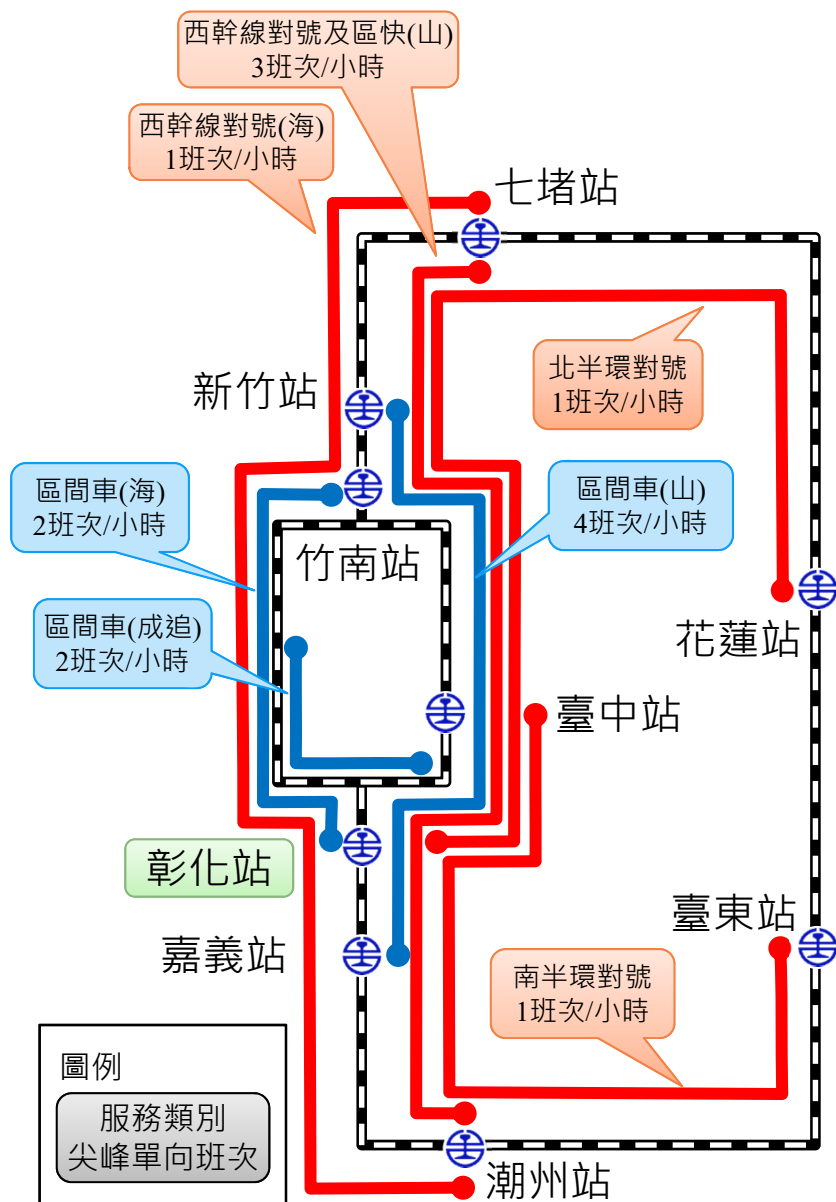 西幹線對號及區快(山)
3班次/小時
西幹線對號(海)
1班次/小時
七堵站
北半環對號
1班次/小時
新竹站
區間車(海)
2班次/小時
區間車(山)
4班次/小時
竹南站
區間車(成追)
2班次/小時
花蓮站
臺中站
彰化站
臺東站
嘉義站
南半環對號
1班次/小時
圖例
服務類別
尖峰單向班次
潮州站